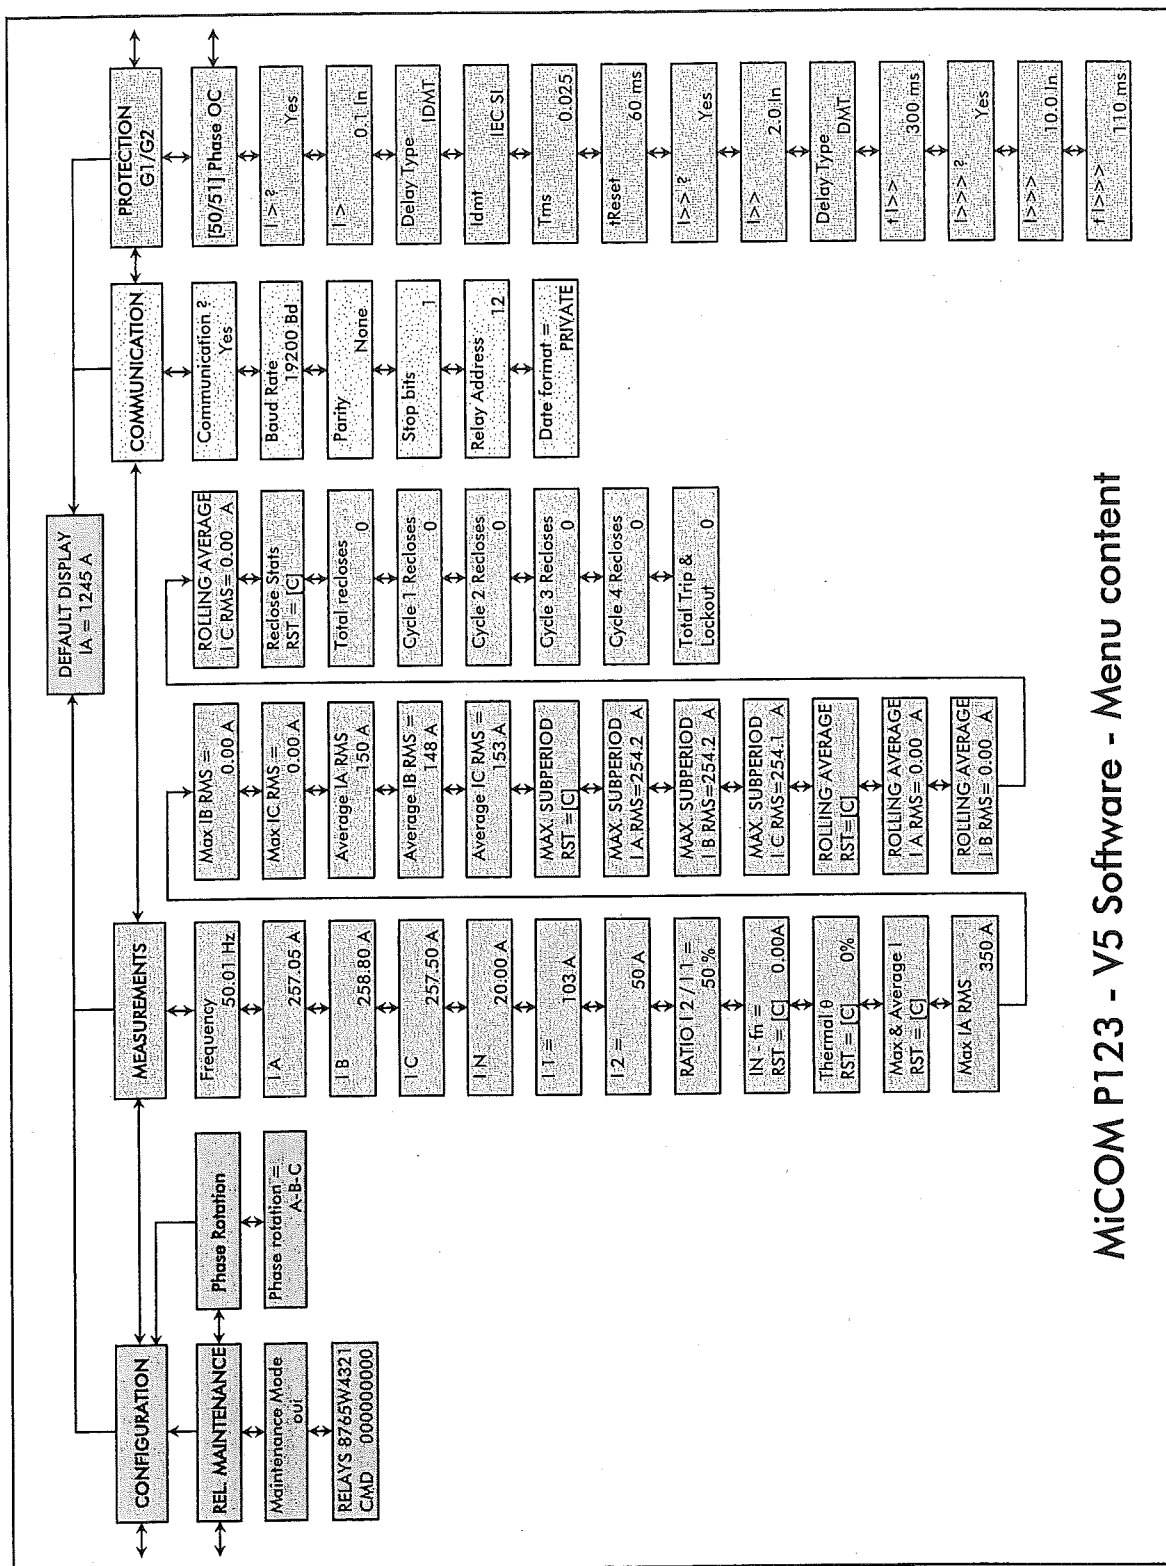 DEFAULT DISPLAY
IA = 1245 A
CONFIGURATION
REL. MAINTENANCE
Maintenance Mode
oui
RELAYS 8765W4321
CMD 000000000
Phase Rotation
Phase rotation =
A-B-C
MEASUREMENTS
Frequency
50.01 Hz
I A
257.05 A
I B
258.80 A
I C
257.50 A
I N
20.00 A
I 1 =
103 A
I 2 =
50 A
RATIO I 2 / I 1 =
50 %
IN - fn =
RST = [C] 0.00A
Thermal θ
RST = [C] 0%
Max & Average I
RST = [C]
Max IA RMS
350 A
Max IB RMS =
0.00 A
Max IC RMS =
0.00 A
Average IA RMS
150 A
Average IB RMS =
148 A
Average IC RMS =
153 A
MAX. SUBPERIOD
RST =[C]
MAX. SUBPERIOD
I A RMS=254.2 A
MAX. SUBPERIOD
I B RMS=254.2 A
MAX. SUBPERIOD
I C RMS=254.1 A
ROLLING AVERAGE
RST =[C]
ROLLING AVERAGE
I A RMS= 0.00 A
ROLLING AVERAGE
I B RMS= 0.00 A
ROLLING AVERAGE
I C RMS= 0.00 A
Reclose Stats
RST = [C]
Total recloses
0
Cycle 1 Recloses
0
Cycle 2 Recloses
0
Cycle 3 Recloses
0
Cycle 4 Recloses
0
Total Trip &
Lockout 0
COMMUNICATION
Communication ?
Yes
Baud Rate
19200 Bd
Parity
None
Stop bits
1
Relay Address
12
Date format =
PRIVATE
PROTECTION
G1/G2
[50/51] Phase OC
I> ?
Yes
I >
0.1 In
Delay Type
IDMT
Idmt
IEC SI
Tms
0.025
tReset
60 ms
I>> ?
Yes
I>>
2.0 In
Delay Type
DMT
t I>>
300 ms
I>>> ?
Yes
I>>>
10.0 In
t I>>>
110 ms
MiCOM P123 - V5 Software - Menu content